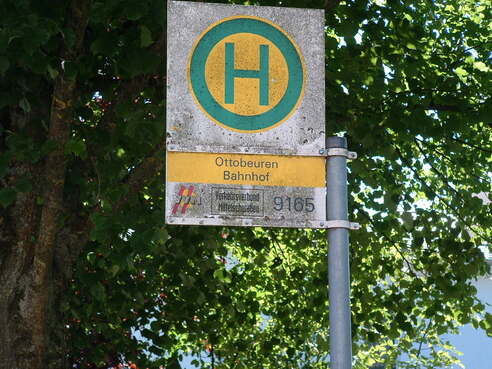 H
Ottobeuren
Bahnhof
Verkehrsverbund
Mittelschwaben
9165